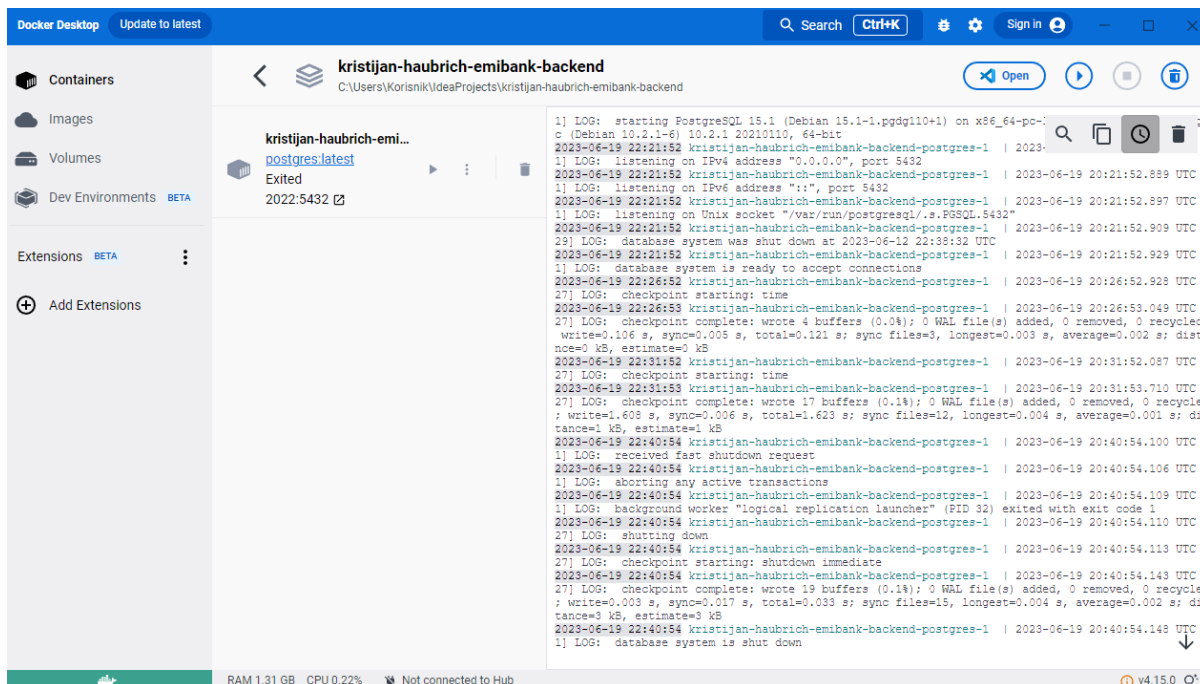 Docker Desktop
Update to latest
Search
Ctrl+K
Sign in
Containers
Images
Volumes
Dev Environments BETA
Extensions BETA
Add Extensions
kristijan-haubrich-emibank-backend
C:\Users\Korisnik\IdeaProjects\kristijan-haubrich-emibank-backend
Open
kristijan-haubrich-emi...
postgres:latest
Exited
2022:5432
1] LOG:  starting PostgreSQL 15.1 (Debian 15.1-1.pgdg110+1) on x86_64-pc-
c (Debian 10.2.1-6) 10.2.1 20210110, 64-bit
2023-06-19 22:21:52 kristijan-haubrich-emibank-backend-postgres-1  | 2023-
1] LOG:  listening on IPv4 address "0.0.0.0", port 5432
2023-06-19 22:21:52 kristijan-haubrich-emibank-backend-postgres-1  | 2023-06-19 20:21:52.889 UTC
1] LOG:  listening on IPv6 address "::", port 5432
2023-06-19 22:21:52 kristijan-haubrich-emibank-backend-postgres-1  | 2023-06-19 20:21:52.897 UTC
1] LOG:  listening on Unix socket "/var/run/postgresql/.s.PGSQL.5432"
2023-06-19 22:21:52 kristijan-haubrich-emibank-backend-postgres-1  | 2023-06-19 20:21:52.909 UTC
29] LOG:  database system was shut down at 2023-06-12 22:38:32 UTC
2023-06-19 22:21:52 kristijan-haubrich-emibank-backend-postgres-1  | 2023-06-19 20:21:52.929 UTC
1] LOG:  database system is ready to accept connections
2023-06-19 22:26:52 kristijan-haubrich-emibank-backend-postgres-1  | 2023-06-19 20:26:52.928 UTC
27] LOG:  checkpoint starting: time
2023-06-19 22:26:53 kristijan-haubrich-emibank-backend-postgres-1  | 2023-06-19 20:26:53.049 UTC
27] LOG:  checkpoint complete: wrote 4 buffers (0.0%); 0 WAL file(s) added, 0 removed, 0 recycled
write=0.106 s, sync=0.005 s, total=0.121 s; sync files=3, longest=0.003 s, average=0.002 s; dist
nce=0 kB, estimate=0 kB
2023-06-19 22:31:52 kristijan-haubrich-emibank-backend-postgres-1  | 2023-06-19 20:31:52.087 UTC
27] LOG:  checkpoint starting: time
2023-06-19 22:31:53 kristijan-haubrich-emibank-backend-postgres-1  | 2023-06-19 20:31:53.710 UTC
27] LOG:  checkpoint complete: wrote 17 buffers (0.1%); 0 WAL file(s) added, 0 removed, 0 recycle
; write=1.608 s, sync=0.006 s, total=1.623 s; sync files=12, longest=0.004 s, average=0.001 s; di
tance=1 kB, estimate=1 kB
2023-06-19 22:40:54 kristijan-haubrich-emibank-backend-postgres-1  | 2023-06-19 20:40:54.100 UTC
1] LOG:  received fast shutdown request
2023-06-19 22:40:54 kristijan-haubrich-emibank-backend-postgres-1  | 2023-06-19 20:40:54.106 UTC
1] LOG:  aborting any active transactions
2023-06-19 22:40:54 kristijan-haubrich-emibank-backend-postgres-1  | 2023-06-19 20:40:54.109 UTC
1] LOG:  background worker "logical replication launcher" (PID 32) exited with exit code 1
2023-06-19 22:40:54 kristijan-haubrich-emibank-backend-postgres-1  | 2023-06-19 20:40:54.110 UTC
27] LOG:  shutting down
2023-06-19 22:40:54 kristijan-haubrich-emibank-backend-postgres-1  | 2023-06-19 20:40:54.113 UTC
27] LOG:  checkpoint starting: shutdown immediate
2023-06-19 22:40:54 kristijan-haubrich-emibank-backend-postgres-1  | 2023-06-19 20:40:54.143 UTC
27] LOG:  checkpoint complete: wrote 19 buffers (0.1%); 0 WAL file(s) added, 0 removed, 0 recycle
; write=0.003 s, sync=0.017 s, total=0.033 s; sync files=15, longest=0.004 s, average=0.002 s; di
tance=3 kB, estimate=3 kB
2023-06-19 22:40:54 kristijan-haubrich-emibank-backend-postgres-1  | 2023-06-19 20:40:54.148 UTC
1] LOG:  database system is shut down
RAM 1.31 GB CPU 0.22% Not connected to Hub
v4.15.0